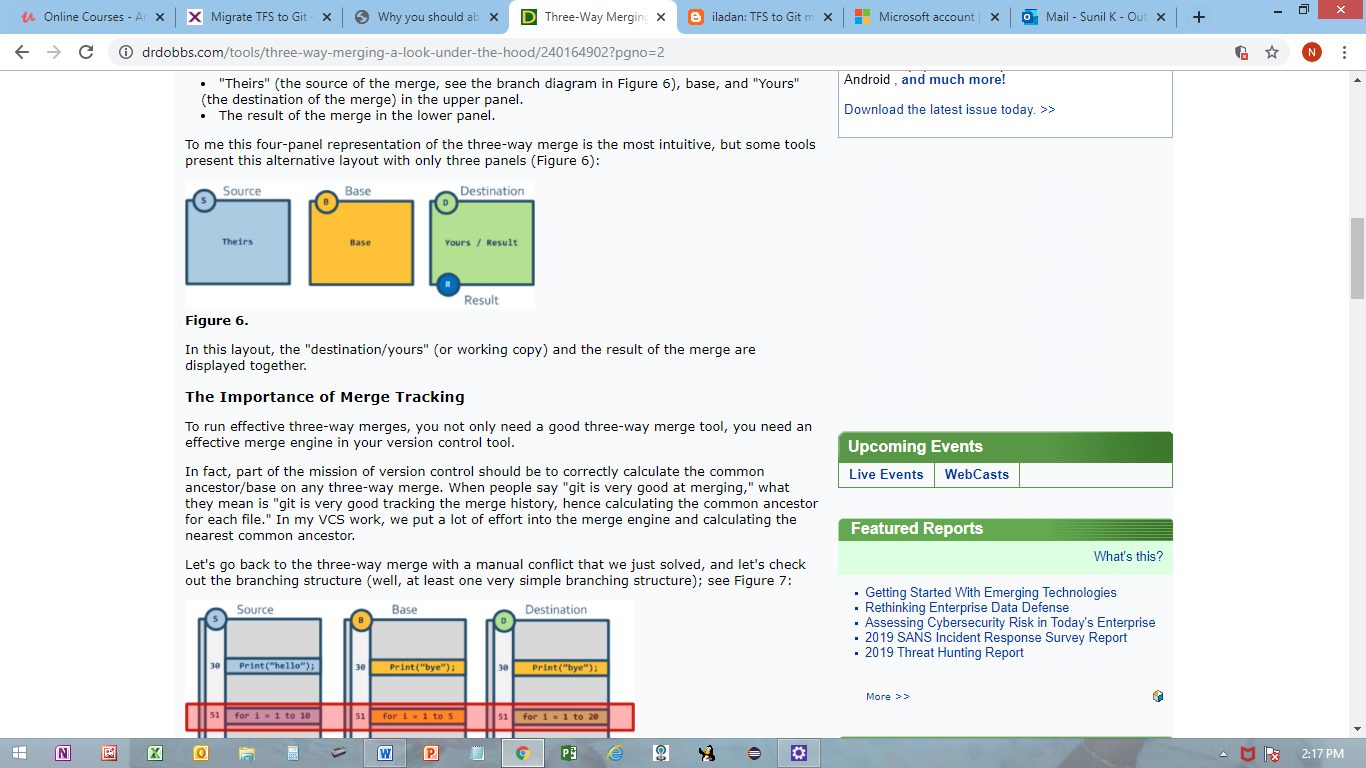 Online Courses - Ar
Migrate TFS to Git -
Why you should ab
Three-Way Merging
iladan: TFS to Git m
Microsoft account
Mail - Sunil K - Out
drdobbs.com/tools/three-way-merging-a-look-under-the-hood/240164902?pgno=2
N
• "Theirs" (the source of the merge, see the branch diagram in Figure 6), base, and "Yours"
(the destination of the merge) in the upper panel.
• The result of the merge in the lower panel.
To me this four-panel representation of the three-way merge is the most intuitive, but some tools
present this alternative layout with only three panels (Figure 6):
Source Base Destination
S B D
Theirs Base Yours / Result
R
Result
Figure 6.
In this layout, the "destination/yours" (or working copy) and the result of the merge are
displayed together.
The Importance of Merge Tracking
To run effective three-way merges, you not only need a good three-way merge tool, you need an
effective merge engine in your version control tool.
In fact, part of the mission of version control should be to correctly calculate the common
ancestor/base on any three-way merge. When people say "git is very good at merging," what
they mean is "git is very good tracking the merge history, hence calculating the common ancestor
for each file." In my VCS work, we put a lot of effort into the merge engine and calculating the
nearest common ancestor.
Let's go back to the three-way merge with a manual conflict that we just solved, and let's check
out the branching structure (well, at least one very simple branching structure); see Figure 7:
Source Base Destination
S B D
30 Print("hello"); 30 Print("bye"); 30 Print("bye");
51 for i = 1 to 10 51 for i = 1 to 5 51 for i = 1 to 20
Android , and much more!
Download the latest issue today. >>
Upcoming Events
Live Events WebCasts
Featured Reports
What's this?
Getting Started With Emerging Technologies
Rethinking Enterprise Data Defense
Assessing Cybersecurity Risk in Today's Enterprise
2019 SANS Incident Response Survey Report
2019 Threat Hunting Report
More >>
2:17 PM